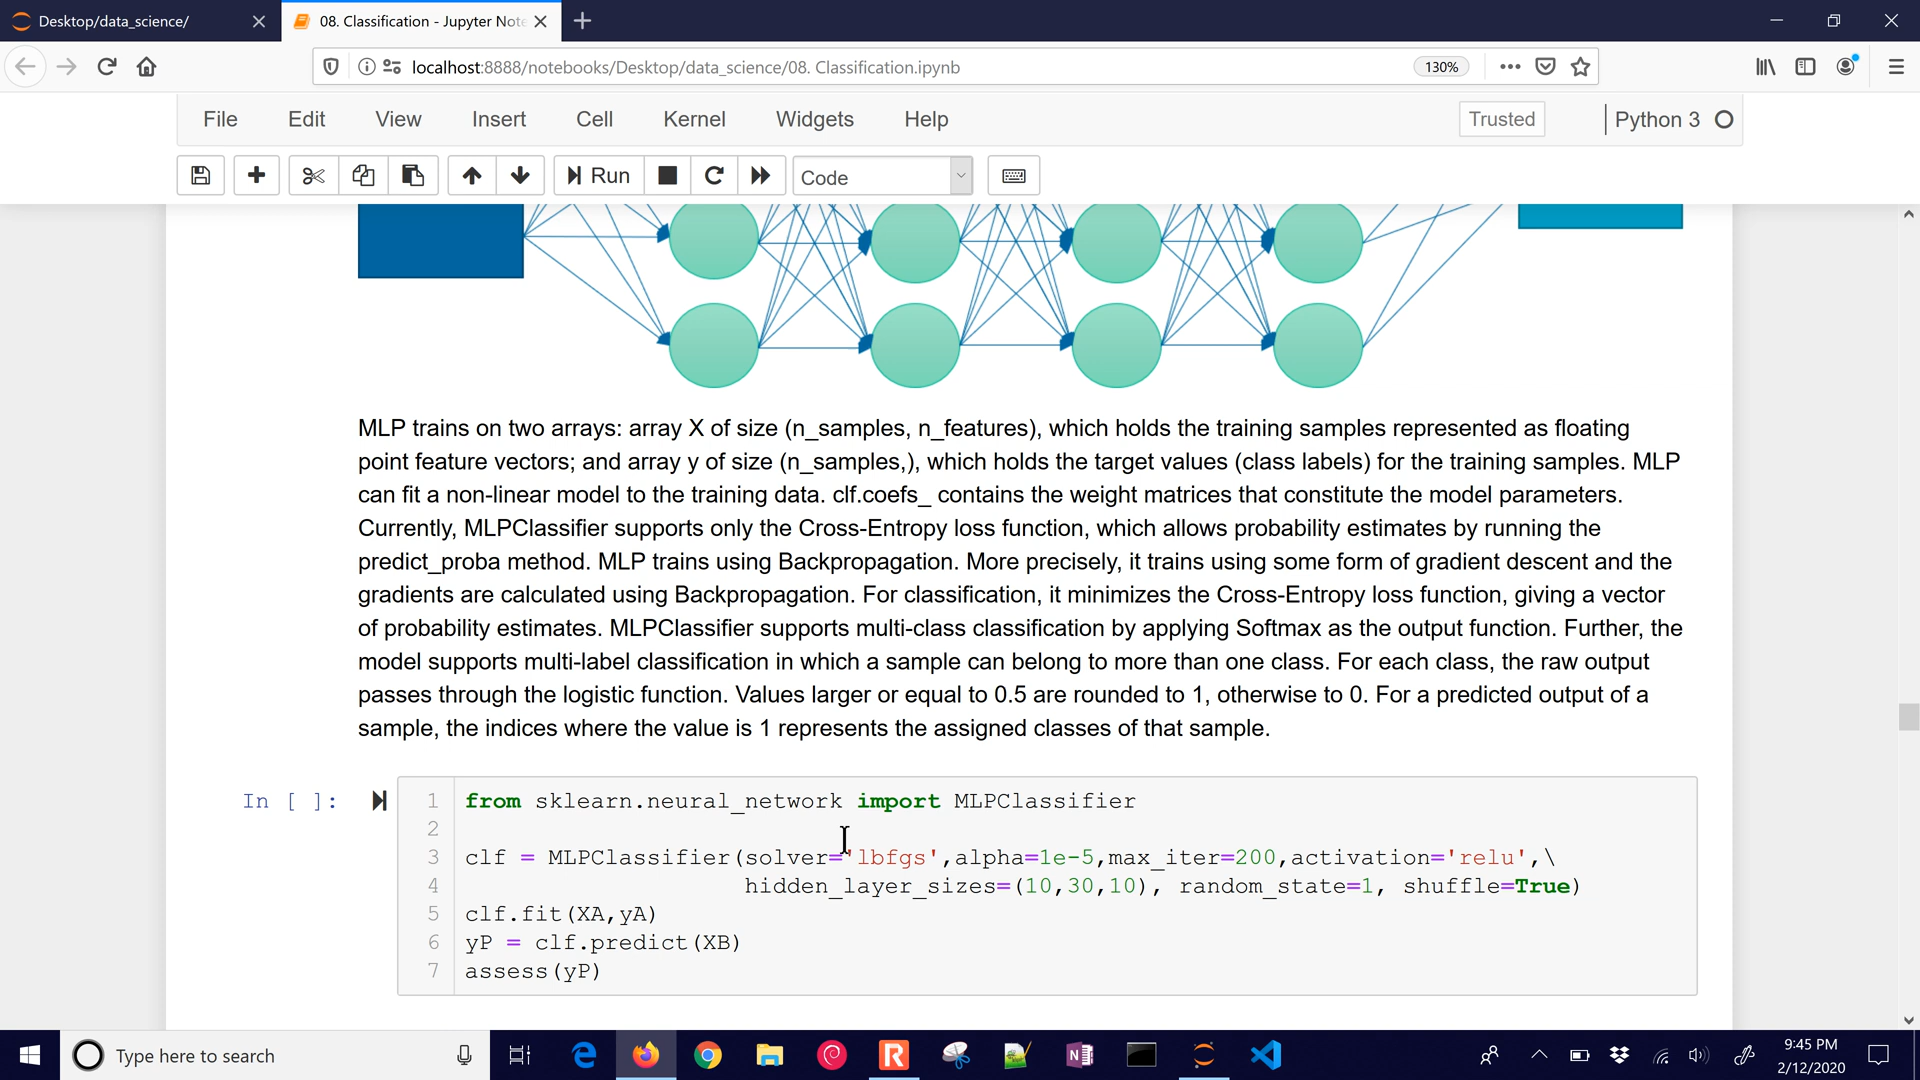 Desktop/data_science/
08. Classification - Jupyter Note
localhost:8888/notebooks/Desktop/data_science/08. Classification.ipynb
130%
File Edit View Insert Cell Kernel Widgets Help
Trusted
Python 3
Run
Code
MLP trains on two arrays: array X of size (n_samples, n_features), which holds the training samples represented as floating
point feature vectors; and array y of size (n_samples,), which holds the target values (class labels) for the training samples. MLP
can fit a non-linear model to the training data. clf.coefs_ contains the weight matrices that constitute the model parameters.
Currently, MLPClassifier supports only the Cross-Entropy loss function, which allows probability estimates by running the
predict_proba method. MLP trains using Backpropagation. More precisely, it trains using some form of gradient descent and the
gradients are calculated using Backpropagation. For classification, it minimizes the Cross-Entropy loss function, giving a vector
of probability estimates. MLPClassifier supports multi-class classification by applying Softmax as the output function. Further, the
model supports multi-label classification in which a sample can belong to more than one class. For each class, the raw output
passes through the logistic function. Values larger or equal to 0.5 are rounded to 1, otherwise to 0. For a predicted output of a
sample, the indices where the value is 1 represents the assigned classes of that sample.
In [ ]:
1 from sklearn.neural_network import MLPClassifier
2
3 clf = MLPClassifier(solver='lbfgs',alpha=1e-5,max_iter=200,activation='relu',\
4 hidden_layer_sizes=(10,30,10), random_state=1, shuffle=True)
5 clf.fit(XA,yA)
6 yP = clf.predict(XB)
7 assess(yP)
Type here to search
9:45 PM
2/12/2020